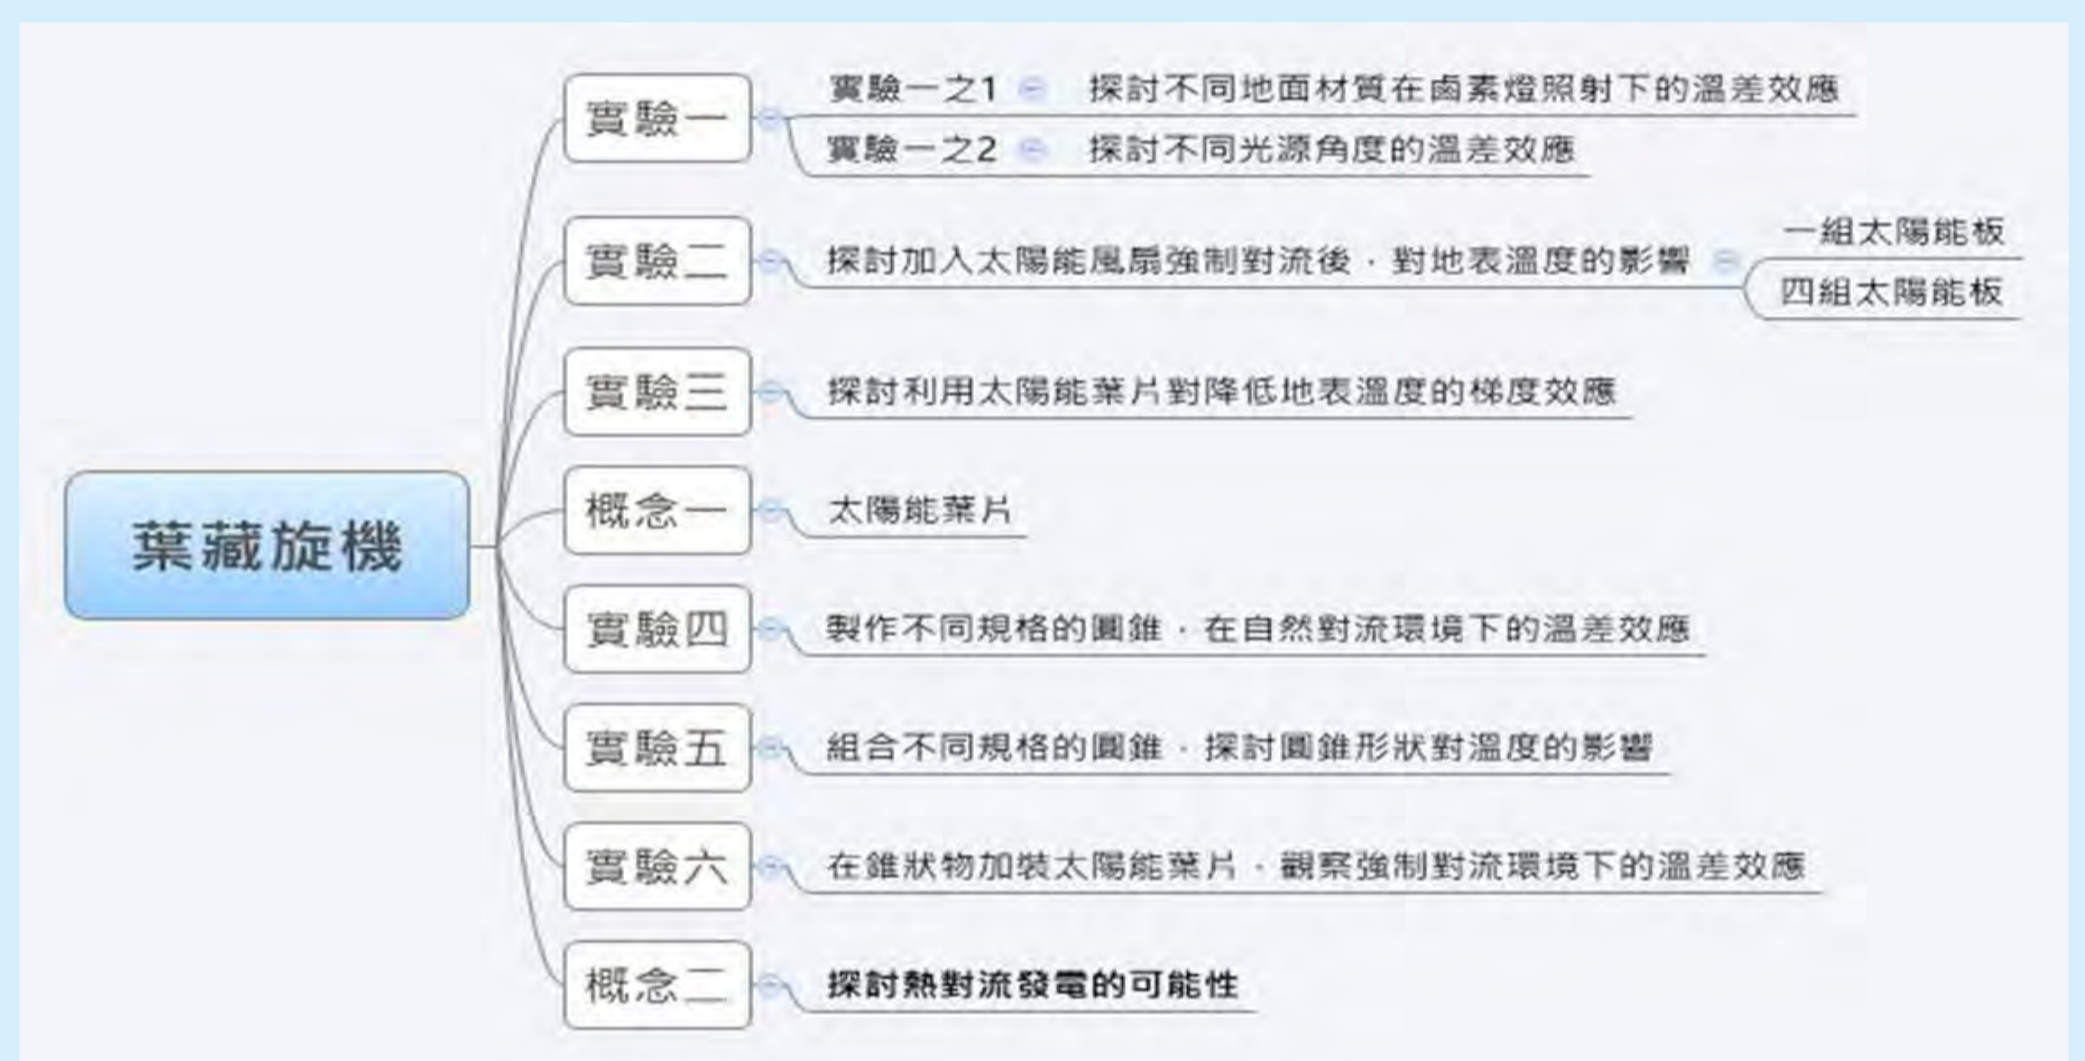 葉藏旋機
實驗一
實驗一之1 探討不同地面材質在鹵素燈照射下的溫差效應
實驗一之2 探討不同光源角度的溫差效應
實驗二
探討加入太陽能風扇強制對流後，對地表溫度的影響
一組太陽能板
四組太陽能板
實驗三
探討利用太陽能葉片對降低地表溫度的梯度效應
概念一
太陽能葉片
實驗四
製作不同規格的圓錐，在自然對流環境下的溫差效應
實驗五
組合不同規格的圓錐，探討圓錐形狀對溫度的影響
實驗六
在錐狀物加裝太陽能葉片，觀察強制對流環境下的溫差效應
概念二
探討熱對流發電的可能性